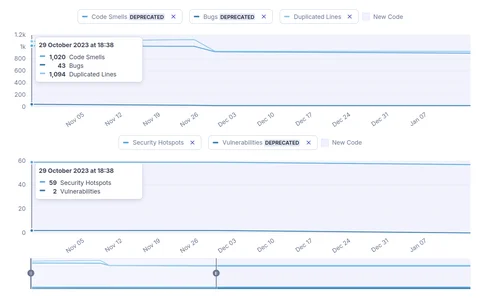 Code Smells DEPRECATED ✕ Bugs DEPRECATED ✕ Duplicated Lines ✕ New Code
1.2k
1k
800
600
400
200
0
29 October 2023 at 18:38
1,020 Code Smells
43 Bugs
1,094 Duplicated Lines
Nov 05 Nov 12 Nov 19 Nov 26 Dec 03 Dec 10 Dec 17 Dec 24 Dec 31 Jan 07
Security Hotspots ✕ Vulnerabilities DEPRECATED ✕ New Code
60
40
20
0
29 October 2023 at 18:38
59 Security Hotspots
2 Vulnerabilities
Nov 05 Nov 12 Nov 19 Nov 26 Dec 03 Dec 10 Dec 17 Dec 24 Dec 31 Jan 07